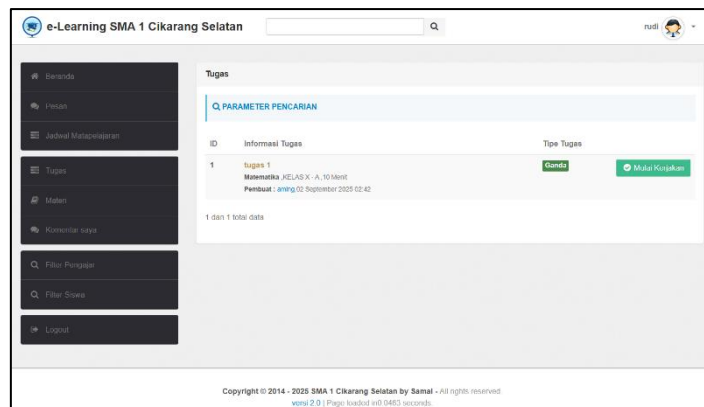 e-Learning SMA 1 Cikarang Selatan
rudi
Beranda
Pesan
Jadwal Matapelajaran
Tugas
Materi
Komentar saya
Filter Pengajar
Filter Siswa
Logout
Tugas
PARAMETER PENCARIAN
ID Informasi Tugas Tipe Tugas
1 tugas 1 Ganda Mulai Kerjakan
Matematika ,KELAS X - A ,10 Menit
Pembuat : aming 02 September 2025 02:42
1 dari 1 total data
Copyright © 2014 - 2025 SMA 1 Cikarang Selatan by Samal - All rights reserved
versi 2.0 | Page loaded in0.0463 seconds